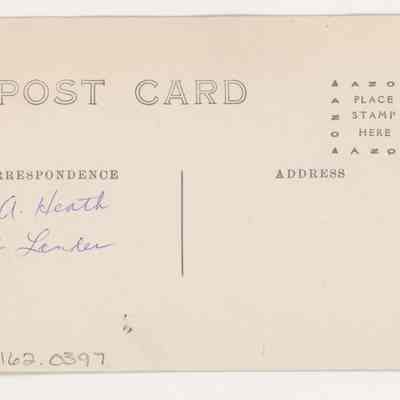 POST CARD
AZO
PLACE
STAMP
HERE
AZO
RRESPONDENCE
ADDRESS
A. Heath
Lander
162.0397